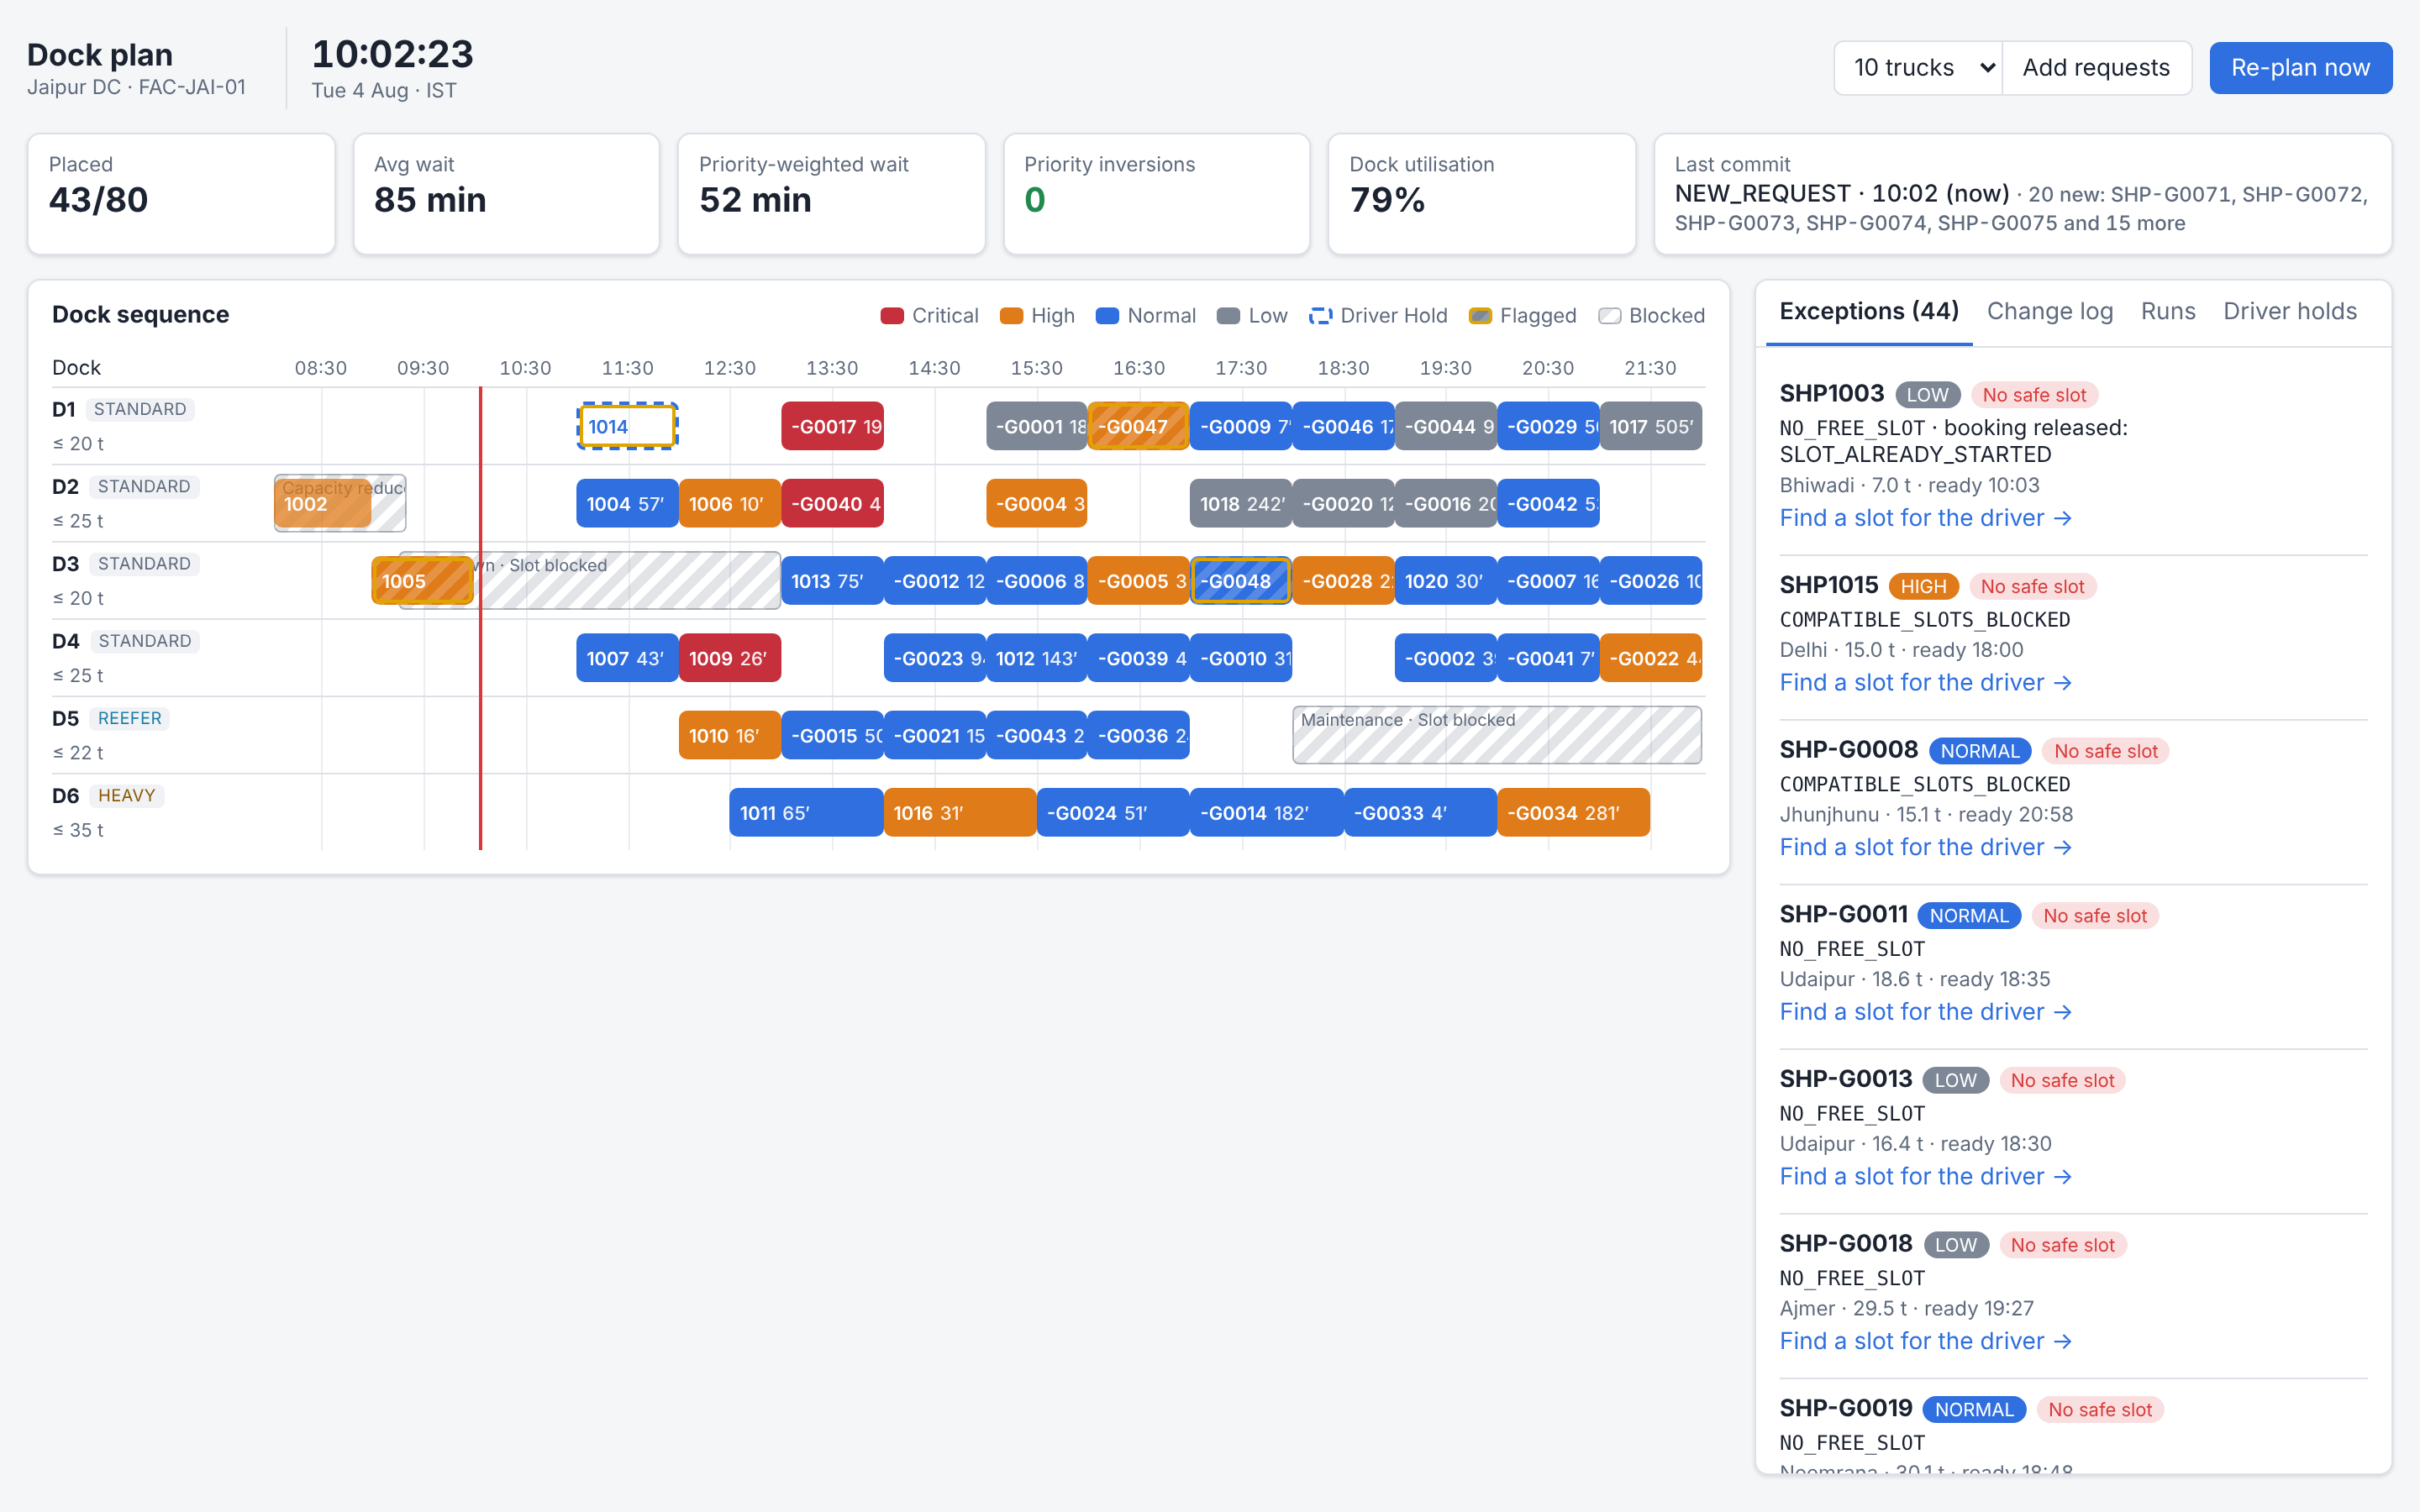 Dock plan
Jaipur DC · FAC-JAI-01
10:02:23
Tue 4 Aug · IST
10 trucks
Add requests
Re-plan now
Placed
43/80
Avg wait
85 min
Priority-weighted wait
52 min
Priority inversions
0
Dock utilisation
79%
Last commit
NEW_REQUEST · 10:02 (now) · 20 new: SHP-G0071, SHP-G0072,
SHP-G0073, SHP-G0074, SHP-G0075 and 15 more
Dock sequence
Critical High Normal Low Driver Hold Flagged Blocked
Dock 08:30 09:30 10:30 11:30 12:30 13:30 14:30 15:30 16:30 17:30 18:30 19:30 20:30 21:30
D1 STANDARD
≤ 20 t
1014 -G0017 19 -G0001 18 -G0047 -G0009 7' -G0046 17 -G0044 9 -G0029 1017 505'
D2 STANDARD
≤ 25 t
Capacity reduc
1002 1004 57' 1006 10' -G0040 4 -G0004 3 1018 242' -G0020 12 -G0016 20 -G0042 5
D3 STANDARD
≤ 20 t
· Slot blocked
1005 1013 75' -G0012 12 -G0006 8 -G0005 3 -G0048 -G0028 2 1020 30' -G0007 16 -G0026 10
D4 STANDARD
≤ 25 t
1007 43' 1009 26' -G0023 9 1012 143' -G0039 4 -G0010 31 -G0002 3 -G0041 7' -G0022 4
D5 REEFER
≤ 22 t
1010 16' -G0015 50 -G0021 15 -G0043 2 -G0036 2
Maintenance · Slot blocked
D6 HEAVY
≤ 35 t
1011 65' 1016 31' -G0024 51' -G0014 182' -G0033 4' -G0034 281'
Exceptions (44) Change log Runs Driver holds
SHP1003 LOW No safe slot
NO_FREE_SLOT · booking released:
SLOT_ALREADY_STARTED
Bhiwadi · 7.0 t · ready 10:03
Find a slot for the driver →
SHP1015 HIGH No safe slot
COMPATIBLE_SLOTS_BLOCKED
Delhi · 15.0 t · ready 18:00
Find a slot for the driver →
SHP-G0008 NORMAL No safe slot
COMPATIBLE_SLOTS_BLOCKED
Jhunjhunu · 15.1 t · ready 20:58
Find a slot for the driver →
SHP-G0011 NORMAL No safe slot
NO_FREE_SLOT
Udaipur · 18.6 t · ready 18:35
Find a slot for the driver →
SHP-G0013 LOW No safe slot
NO_FREE_SLOT
Udaipur · 16.4 t · ready 18:30
Find a slot for the driver →
SHP-G0018 LOW No safe slot
NO_FREE_SLOT
Ajmer · 29.5 t · ready 19:27
Find a slot for the driver →
SHP-G0019 NORMAL No safe slot
NO_FREE_SLOT
Neemrana · 30.1 t · ready 18:48